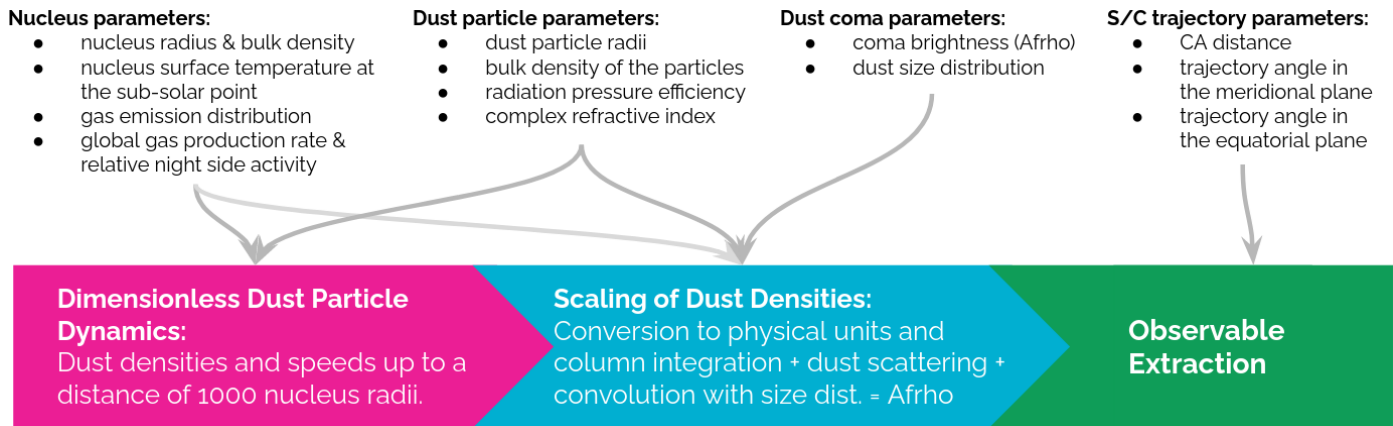 Nucleus parameters:
● nucleus radius & bulk density
● nucleus surface temperature at
the sub-solar point
● gas emission distribution
● global gas production rate &
relative night side activity
Dust particle parameters:
● dust particle radii
● bulk density of the particles
● radiation pressure efficiency
● complex refractive index
Dust coma parameters:
● coma brightness (Afrho)
● dust size distribution
S/C trajectory parameters:
● CA distance
● trajectory angle in
the meridional plane
● trajectory angle in
the equatorial plane
Dimensionless Dust Particle
Dynamics:
Dust densities and speeds up to a
distance of 1000 nucleus radii.
Scaling of Dust Densities:
Conversion to physical units and
column integration + dust scattering +
convolution with size dist. = Afrho
Observable
Extraction